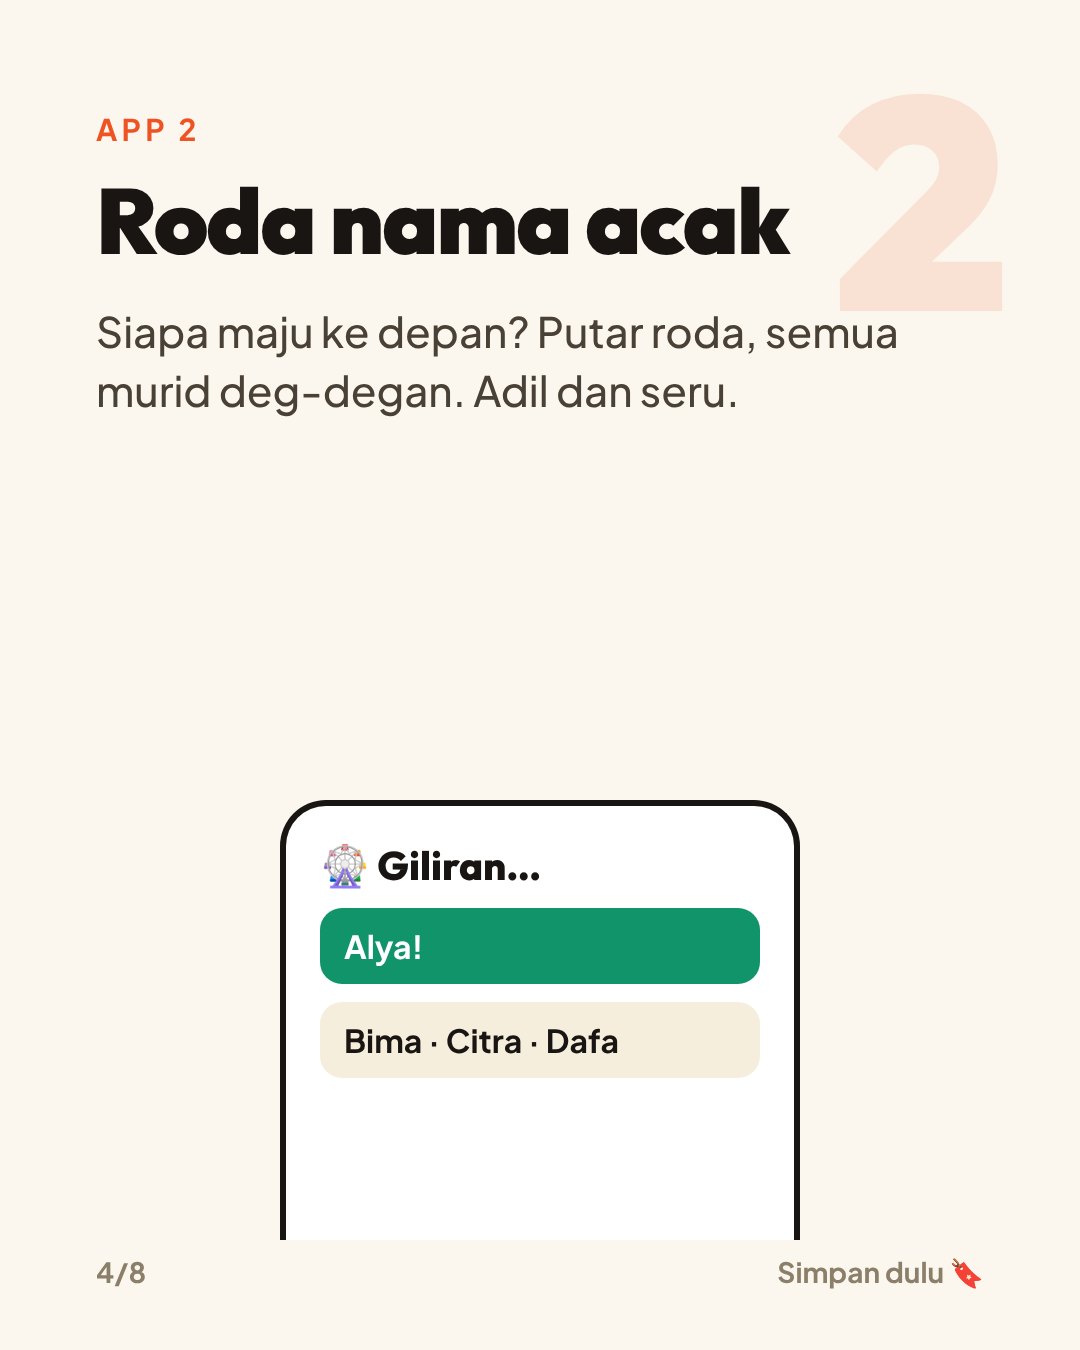 APP 2
2
Roda nama acak
Siapa maju ke depan? Putar roda, semua
murid deg-degan. Adil dan seru.
🎡 Giliran...
Alya!
Bima · Citra · Dafa
4/8
Simpan dulu 🔖